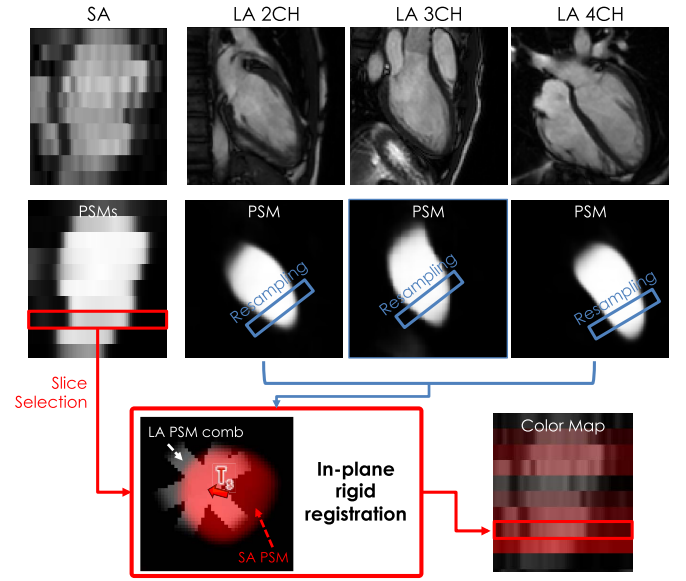 SA
LA 2CH
LA 3CH
LA 4CH
PSMs
PSM
PSM
PSM
Resampling
Resampling
Resampling
Slice
Selection
LA PSM comb
Ts
SA PSM
In-plane
rigid
registration
Color Map